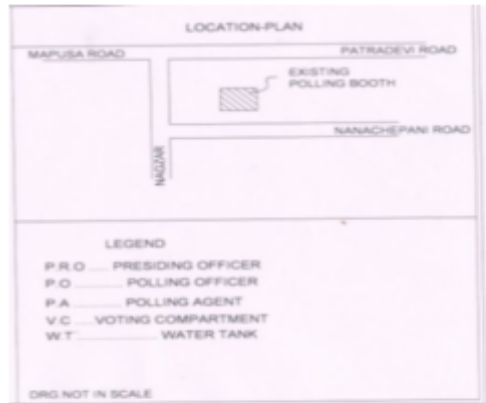 LOCATION-PLAN
MAPUSA ROAD
PATRADEVI ROAD
EXISTING
POLLING BOOTH
NANACHEPANI ROAD
NAGZAR
LEGEND
P.R.O ..... PRESIDING OFFICER
P.O ............ POLLING OFFICER
P.A ............ POLLING AGENT
V.C ..... VOTING COMPARTMENT
W.T ..................... WATER TANK
DRG.NOT IN SCALE